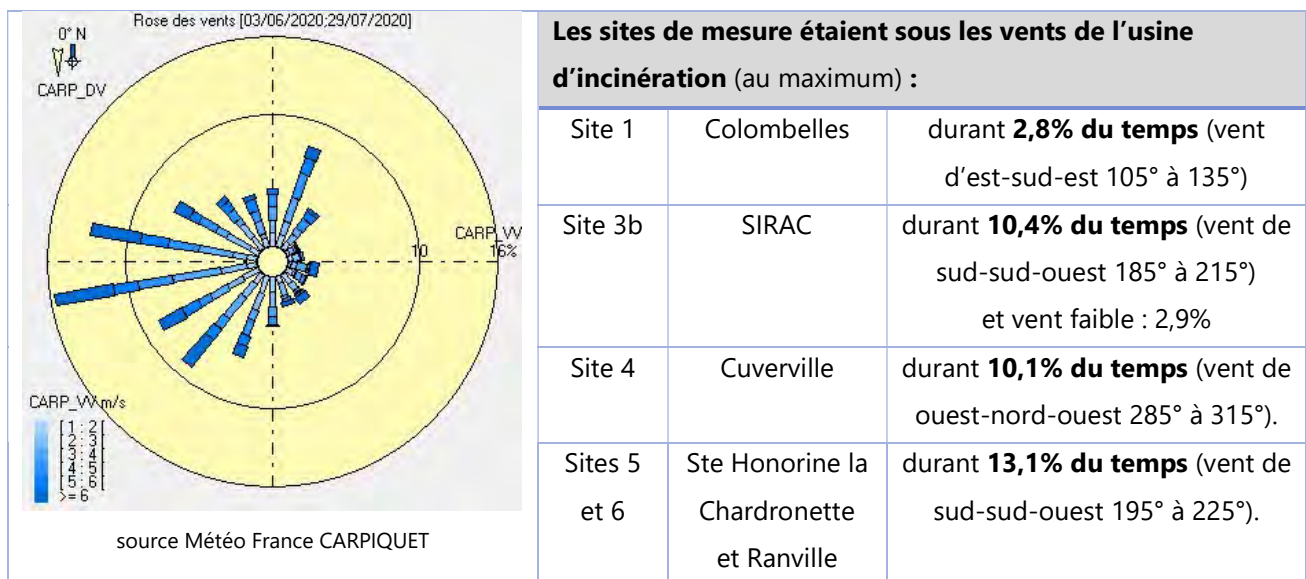 Rose des vents [03/06/2020;29/07/2020]
0° N
CARP_DV
CARP_VV
10
16%
CARP_VV m/s
[ 1 : 2 [
[ 2 : 3 [
[ 3 : 4 [
[ 4 : 5 [
[ 5 : 6 [
>= 6
source Météo France CARPIQUET
Les sites de mesure étaient sous les vents de l’usine
d’incinération (au maximum) :
Site 1
Colombelles
durant 2,8% du temps (vent
d’est-sud-est 105° à 135°)
Site 3b
SIRAC
durant 10,4% du temps (vent de
sud-sud-ouest 185° à 215°)
et vent faible : 2,9%
Site 4
Cuverville
durant 10,1% du temps (vent de
ouest-nord-ouest 285° à 315°).
Sites 5
et 6
Ste Honorine la
Chardronette
et Ranville
durant 13,1% du temps (vent de
sud-sud-ouest 195° à 225°).